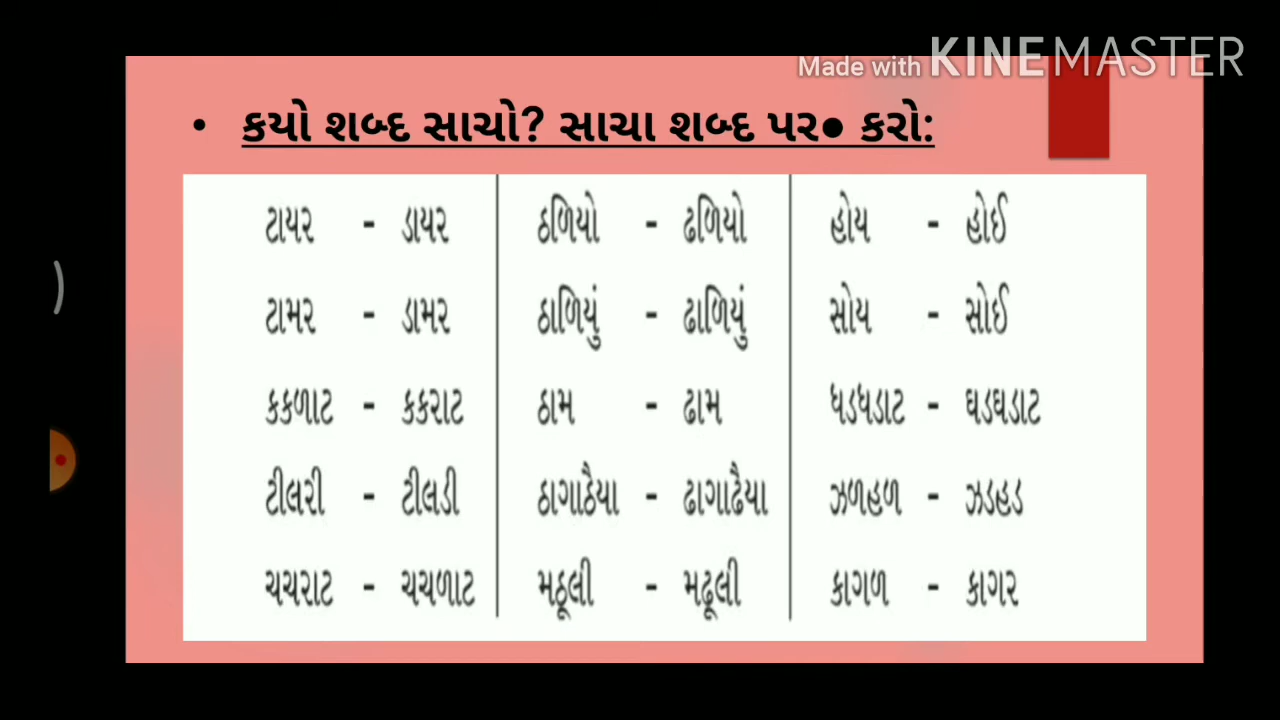 Made with KINEMASTER
• કયો શબ્દ સાચો? સાચા શબ્દ પર● કરો:
ટાયર - ડાયર ઠળિયો - ઢળિયો હોય - હોઈ
ટામર - ડામર ઠાળિયું - ઢાળિયું સોય - સોઈ
કકળાટ - કકરાટ ઠામ - ઢામ ધડધડાટ - ઘડઘડાટ
ટીલરી - ટીલડી ઠાગાઠૈયા - ઢાગાઢૈયા ઝળહળ - ઝડહડ
ચચરાટ - ચચળાટ મઠૂલી - મઢૂલી કાગળ - કાગર